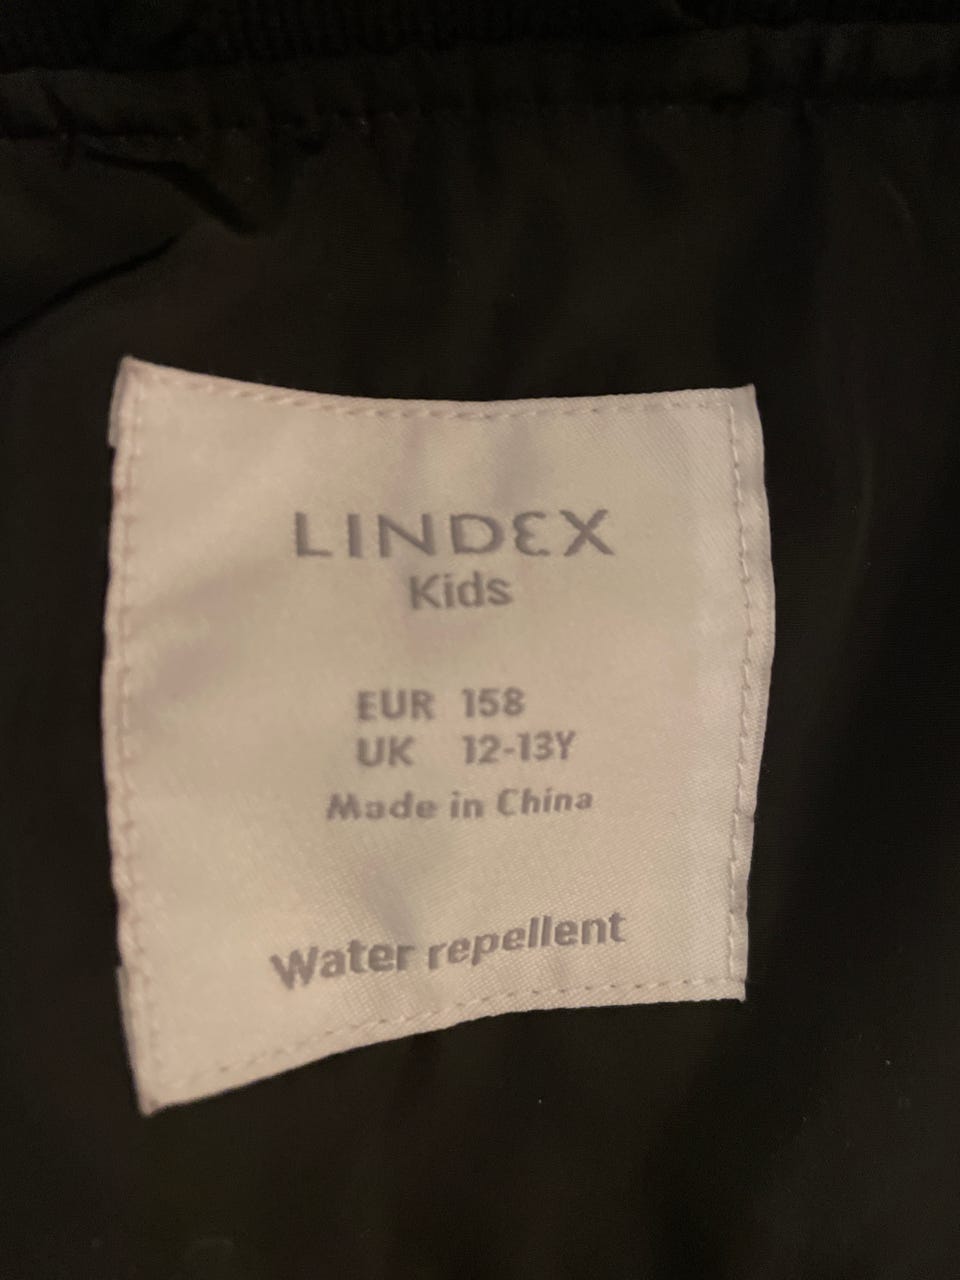 LINDEX
Kids
EUR 158
UK 12-13Y
Made in China
Water repellent